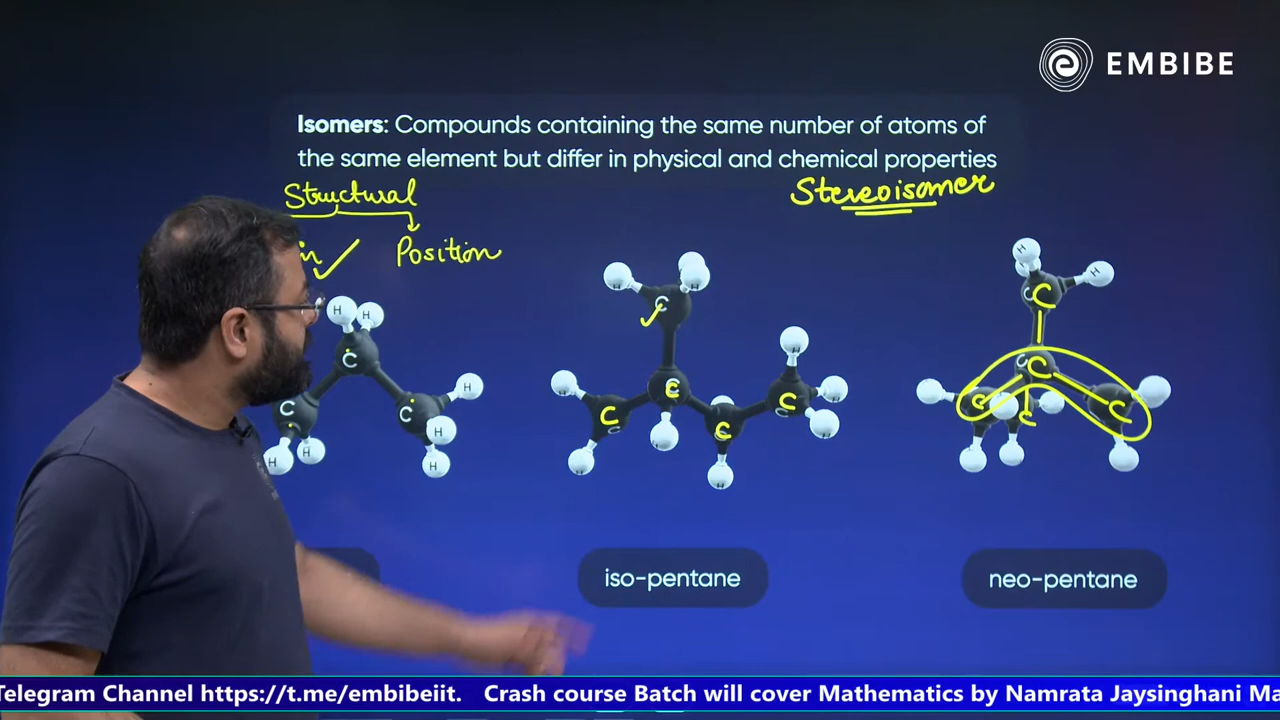 EMBIBE
Isomers: Compounds containing the same number of atoms of
the same element but differ in physical and chemical properties
Structural
Stereoisomer
Position
H H
C
C
C
H
H
H
H
H
C
C
C
C
C
C
C
C
C
C
iso-pentane
neo-pentane
Telegram Channel https://t.me/embibeiit. Crash course Batch will cover Mathematics by Namrata Jaysinghani Ma